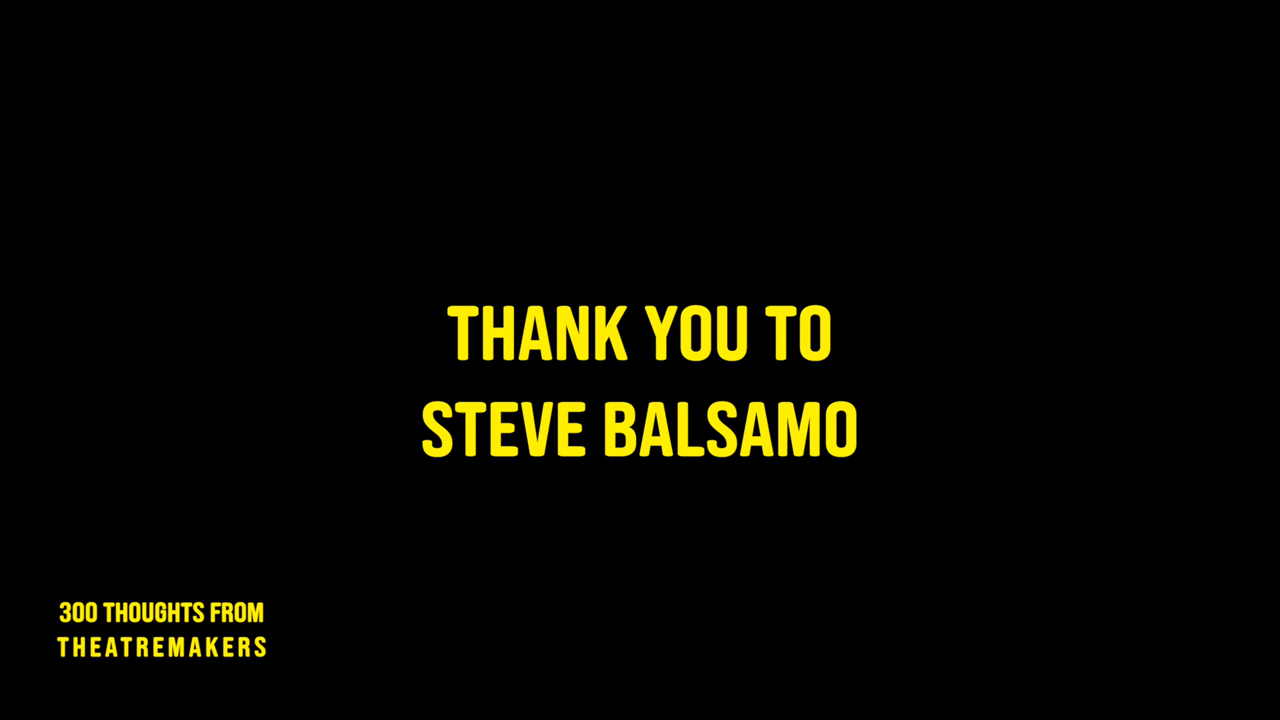 THANK YOU TO
STEVE BALSAMO
300 THOUGHTS FROM
THEATREMAKERS